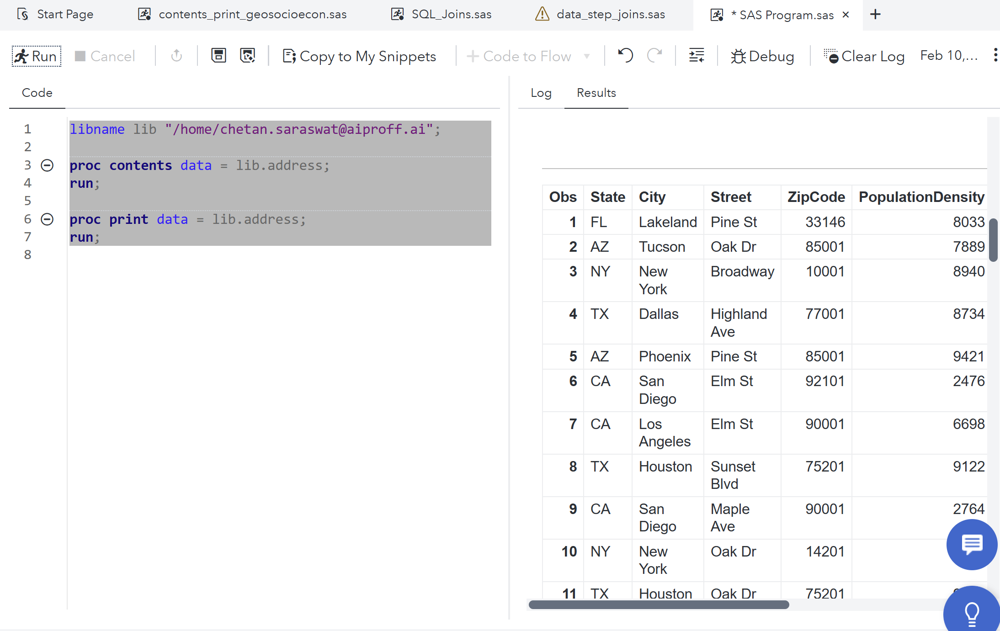 Start Page contents_print_geosocioecon.sas SQL_Joins.sas data_step_joins.sas * SAS Program.sas × +
Run Cancel Copy to My Snippets + Code to Flow Debug Clear Log Feb 10,...
Code
1 libname lib "/home/chetan.saraswat@aiproff.ai";
2
3 proc contents data = lib.address;
4 run;
5
6 proc print data = lib.address;
7 run;
8
Log Results
Obs State City Street ZipCode PopulationDensity
1 FL Lakeland Pine St 33146 8033
2 AZ Tucson Oak Dr 85001 7889
3 NY New Broadway 10001 8940
York
4 TX Dallas Highland 77001 8734
Ave
5 AZ Phoenix Pine St 85001 9421
6 CA San Elm St 92101 2476
Diego
7 CA Los Elm St 90001 6698
Angeles
8 TX Houston Sunset 75201 9122
Blvd
9 CA San Maple 90001 2764
Diego Ave
10 NY New Oak Dr 14201
York
11 TX Houston Oak Dr 75201